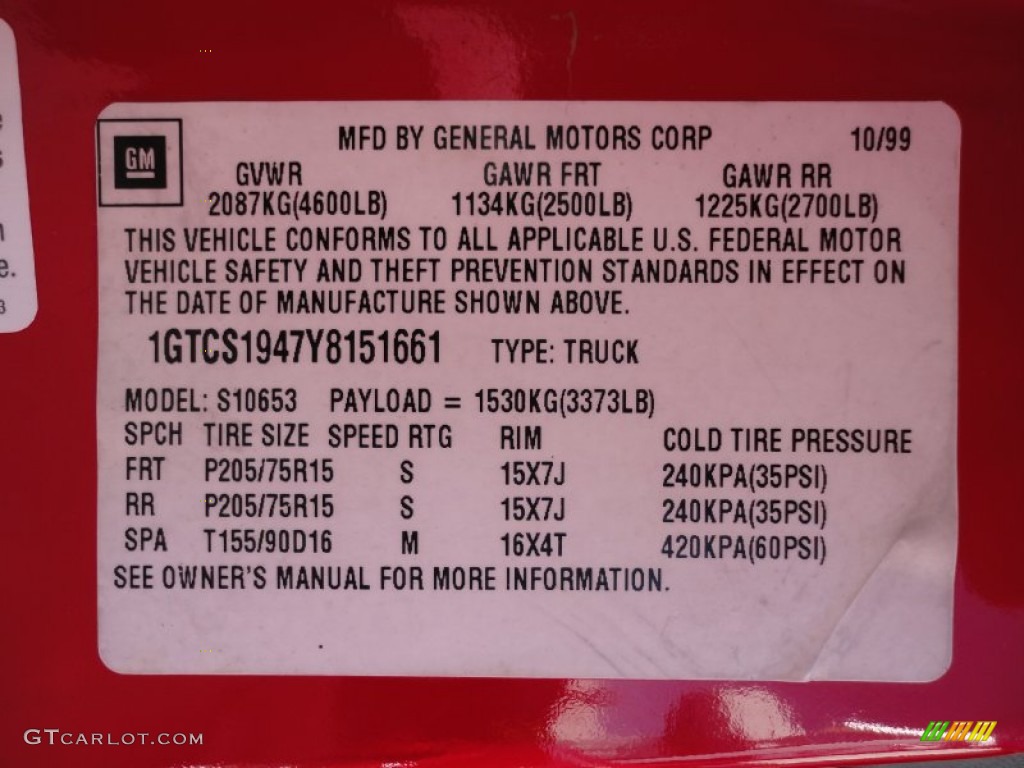 GM
MFD BY GENERAL MOTORS CORP 10/99
GVWR GAWR FRT GAWR RR
2087KG(4600LB) 1134KG(2500LB) 1225KG(2700LB)
THIS VEHICLE CONFORMS TO ALL APPLICABLE U.S. FEDERAL MOTOR
VEHICLE SAFETY AND THEFT PREVENTION STANDARDS IN EFFECT ON
THE DATE OF MANUFACTURE SHOWN ABOVE.
1GTCS1947Y8151661 TYPE: TRUCK
MODEL: S10653 PAYLOAD = 1530KG(3373LB)
SPCH TIRE SIZE SPEED RTG RIM COLD TIRE PRESSURE
FRT P205/75R15 S 15X7J 240KPA(35PSI)
RR P205/75R15 S 15X7J 240KPA(35PSI)
SPA T155/90D16 M 16X4T 420KPA(60PSI)
SEE OWNER'S MANUAL FOR MORE INFORMATION.
GTCARLOT.COM